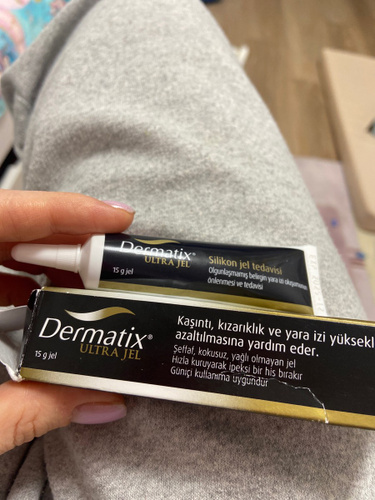 Dermatix®
ULTRA JEL
15 g jel
Silikon jel tedavisi
Olgunlaşmamış belirgin yara izi oluşumunun
önlenmesi ve tedavisi
Dermatix®
ULTRA JEL
15 g jel
Kaşıntı, kızarıklık ve yara izi yüksekl
azaltılmasına yardım eder.
Şeffaf, kokusuz, yağlı olmayan jel
Hızla kuruyarak ipeksi bir his bırakır
Güniçi kullanıma uygundur